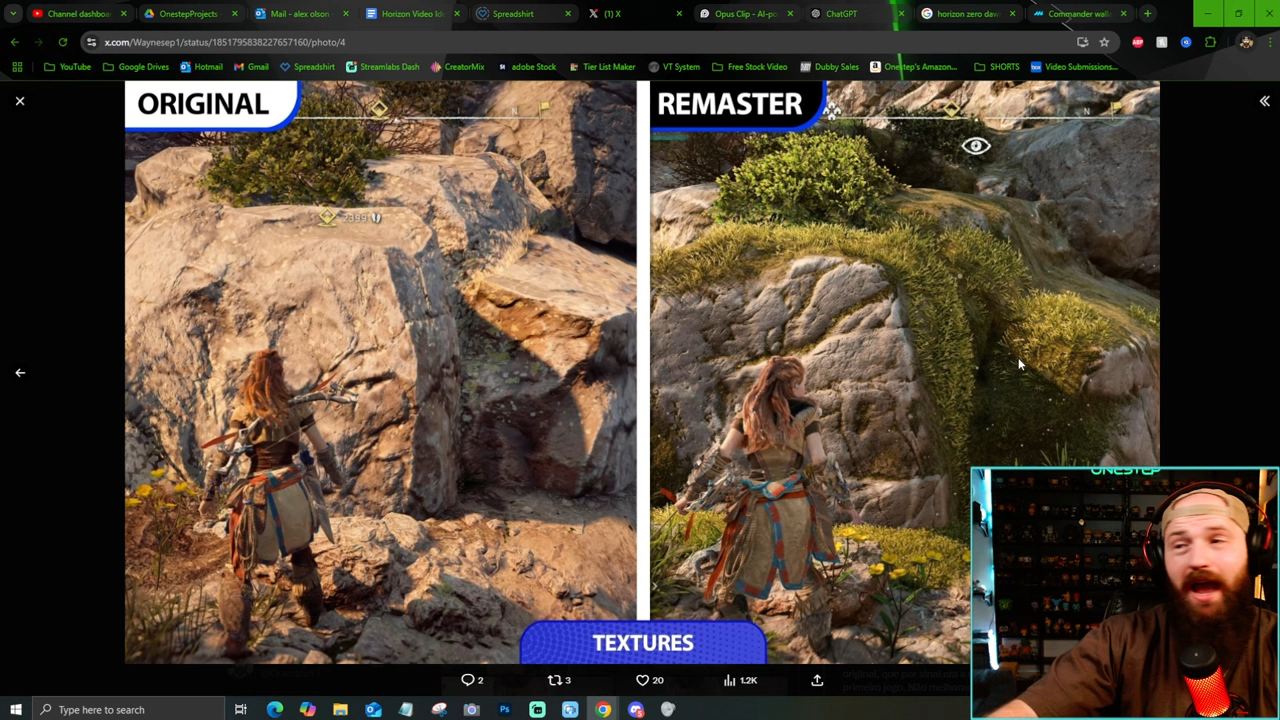 Channel dashboa
OnestepProjects
Mail - alex olson
Horizon Video Id
Spreadshirt
(1) X
Opus Clip - AI-po
ChatGPT
horizon zero daw
Commander walla
x.com/Waynesep1/status/1851795838227657160/photo/4
YouTube
Google Drives
Hotmail
Gmail
Spreadshirt
Streamlabs Dash
CreatorMix
adobe Stock
Tier List Maker
VT System
Free Stock Video
Dubby Sales
Onestep's Amazon...
SHORTS
Video Submissions...
ORIGINAL
N
REMASTER
N
2399
TEXTURES
ONESTEP
2
3
20
1.2K
Type here to search